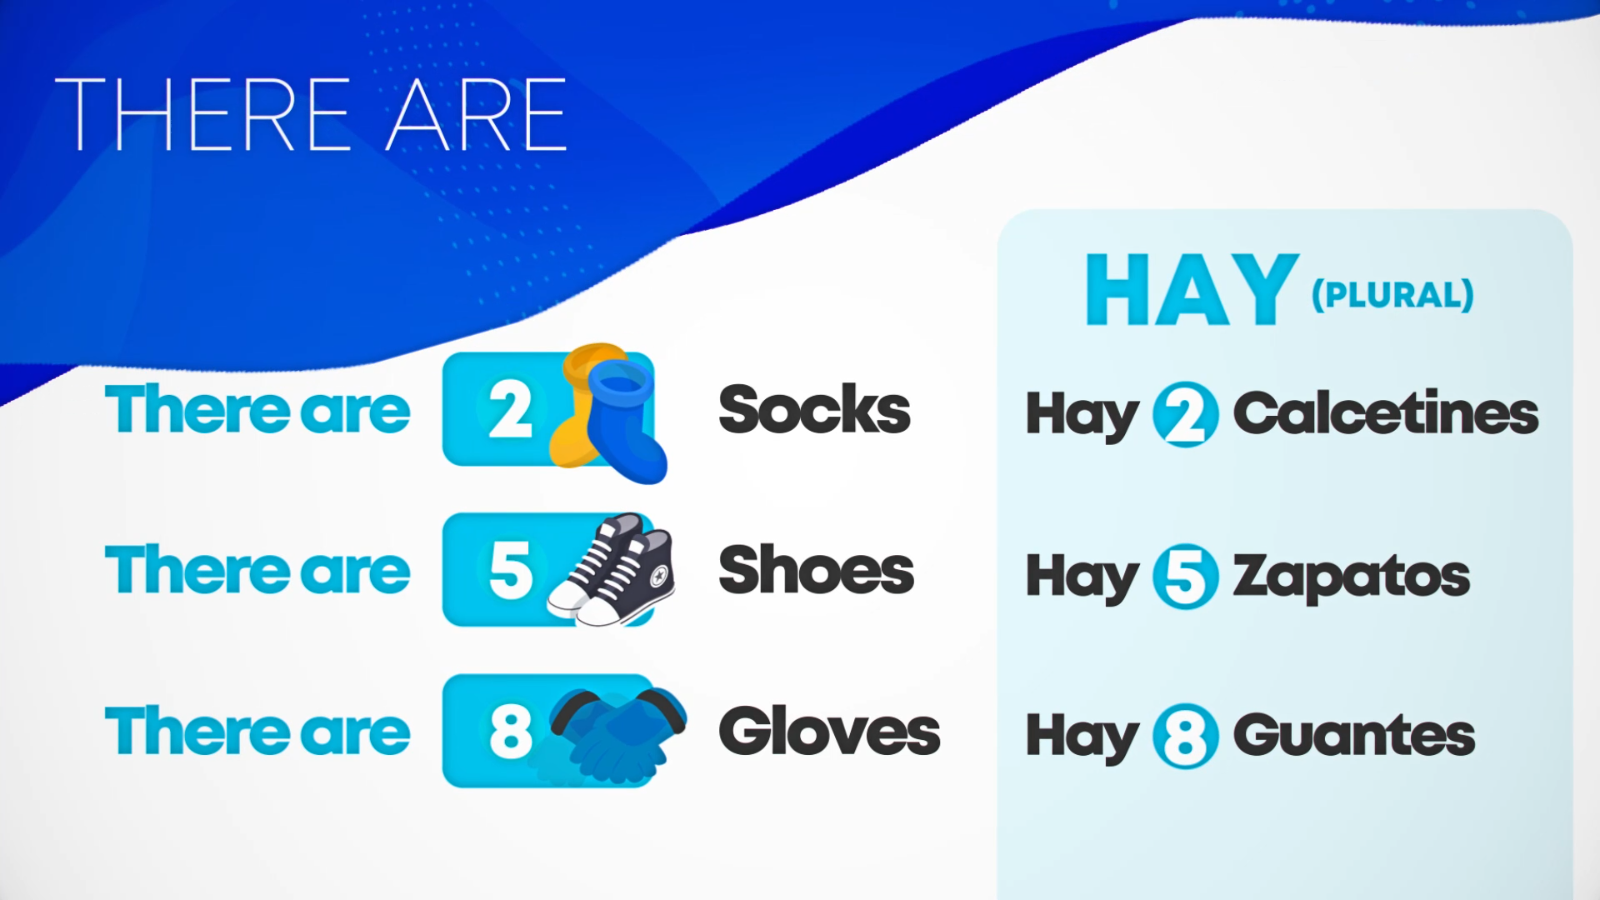 THERE ARE
There are 2 Socks
There are 5 Shoes
There are 8 Gloves
HAY (PLURAL)
Hay 2 Calcetines
Hay 5 Zapatos
Hay 8 Guantes